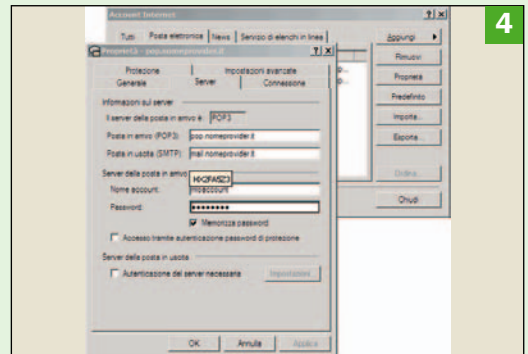 4
Account Internet
Tutti Posta elettronica News Servizio di elenchi in linea
Aggiungi
Rimuovi
Proprietà
Predefinito
Importa...
Esporta...
Ordina...
Chiudi
Proprietà - pop.nomeprovider.it
Protezione Impostazioni avanzate
Generale Server Connessione
Informazioni sul server
Il server della posta in arrivo è: POP3
Posta in arrivo (POP3): pop.nomeprovider.it
Posta in uscita (SMTP): mail.nomeprovider.it
Server della posta in arrivo
Nome account:
Password: ••••••••
Memorizza password
Accesso tramite autenticazione password di protezione
Server della posta in uscita
Autenticazione del server necessaria Impostazioni...
OK Annulla Applica